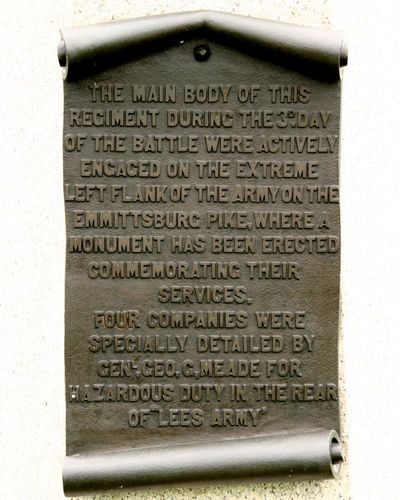 THE MAIN BODY OF THIS
REGIMENT DURING THE 3D DAY
OF THE BATTLE WERE ACTIVELY
ENGAGED ON THE EXTREME
LEFT FLANK OF THE ARMY ON THE
EMMITTSBURG PIKE, WHERE A
MONUMENT HAS BEEN ERECTED
COMMEMORATING THEIR
SERVICES.
FOUR COMPANIES WERE
SPECIALLY DETAILED BY
GEN., GEO, G, MEADE FOR
HAZARDOUS DUTY IN THE REAR
OF "LEES ARMY"